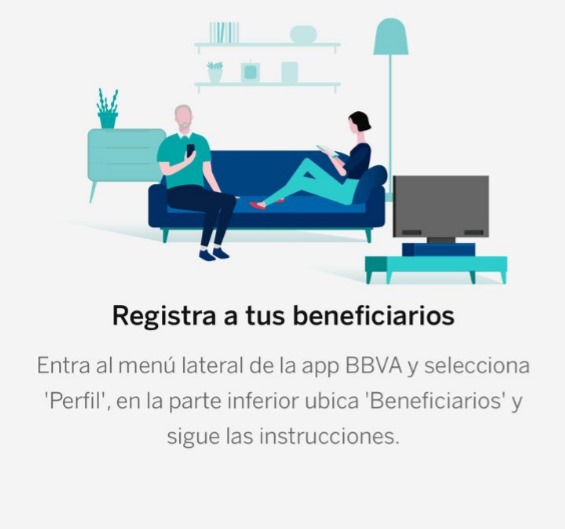 Registra a tus beneficiarios
Entra al menú lateral de la app BBVA y selecciona
'Perfil', en la parte inferior ubica 'Beneficiarios' y
sigue las instrucciones.